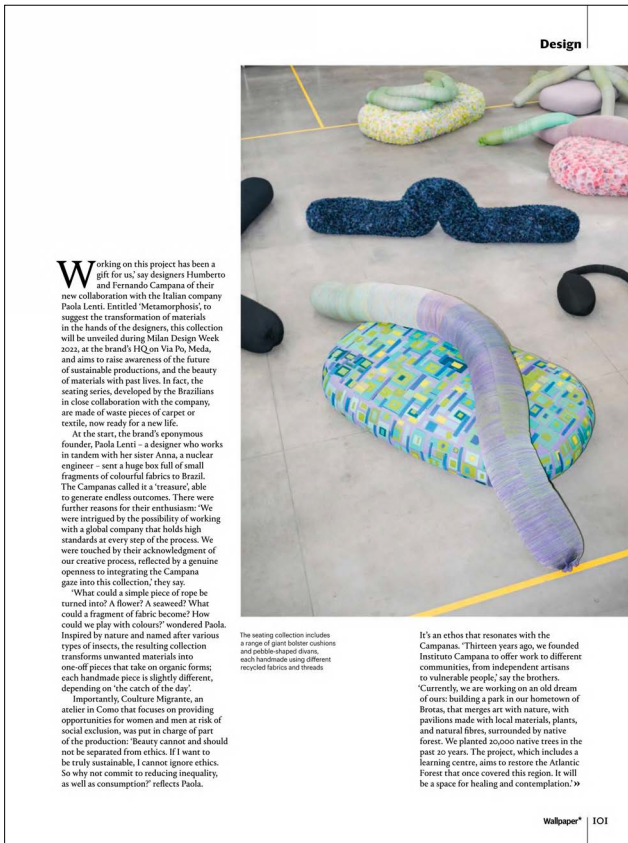 Design
Working on this project has been a
gift for us,' say designers Humberto
and Fernando Campana of their
new collaboration with the Italian company
Paola Lenti. Entitled 'Metamorphosis', to
suggest the transformation of materials
in the hands of the designers, this collection
will be unveiled during Milan Design Week
2022, at the brand's HQ on Via Po, Meda,
and aims to raise awareness of the future
of sustainable productions, and the beauty
of materials with past lives. In fact, the
seating series, developed by the Brazilians
in close collaboration with the company,
are made of waste pieces of carpet or
textile, now ready for a new life.
At the start, the brand's eponymous
founder, Paola Lenti – a designer who works
in tandem with her sister Anna, a nuclear
engineer – sent a huge box full of small
fragments of colourful fabrics to Brazil.
The Campanas called it a 'treasure', able
to generate endless outcomes. There were
further reasons for their enthusiasm: 'We
were intrigued by the possibility of working
with a global company that holds high
standards at every step of the process. We
were touched by their acknowledgment of
our creative process, reflected by a genuine
openness to integrating the Campana
gaze into this collection,' they say.
'What could a simple piece of rope be
turned into? A flower? A seaweed? What
could a fragment of fabric become? How
could we play with colours?' wondered Paola.
Inspired by nature and named after various
types of insects, the resulting collection
transforms unwanted materials into
one-off pieces that take on organic forms;
each handmade piece is slightly different,
depending on 'the catch of the day'.
Importantly, Coulture Migrante, an
atelier in Como that focuses on providing
opportunities for women and men at risk of
social exclusion, was put in charge of part
of the production: 'Beauty cannot and should
not be separated from ethics. If I want to
be truly sustainable, I cannot ignore ethics.
So why not commit to reducing inequality,
as well as consumption?' reflects Paola.
The seating collection includes
a range of giant bolster cushions
and pebble-shaped divans,
each handmade using different
recycled fabrics and threads
It's an ethos that resonates with the
Campanas. 'Thirteen years ago, we founded
Instituto Campana to offer work to different
communities, from independent artisans
to vulnerable people,' say the brothers.
'Currently, we are working on an old dream
of ours: building a park in our hometown of
Brotas, that merges art with nature, with
pavilions made with local materials, plants,
and natural fibres, surrounded by native
forest. We planted 20,000 native trees in the
past 20 years. The project, which includes a
learning centre, aims to restore the Atlantic
Forest that once covered this region. It will
be a space for healing and contemplation.' »
Wallpaper* | 101